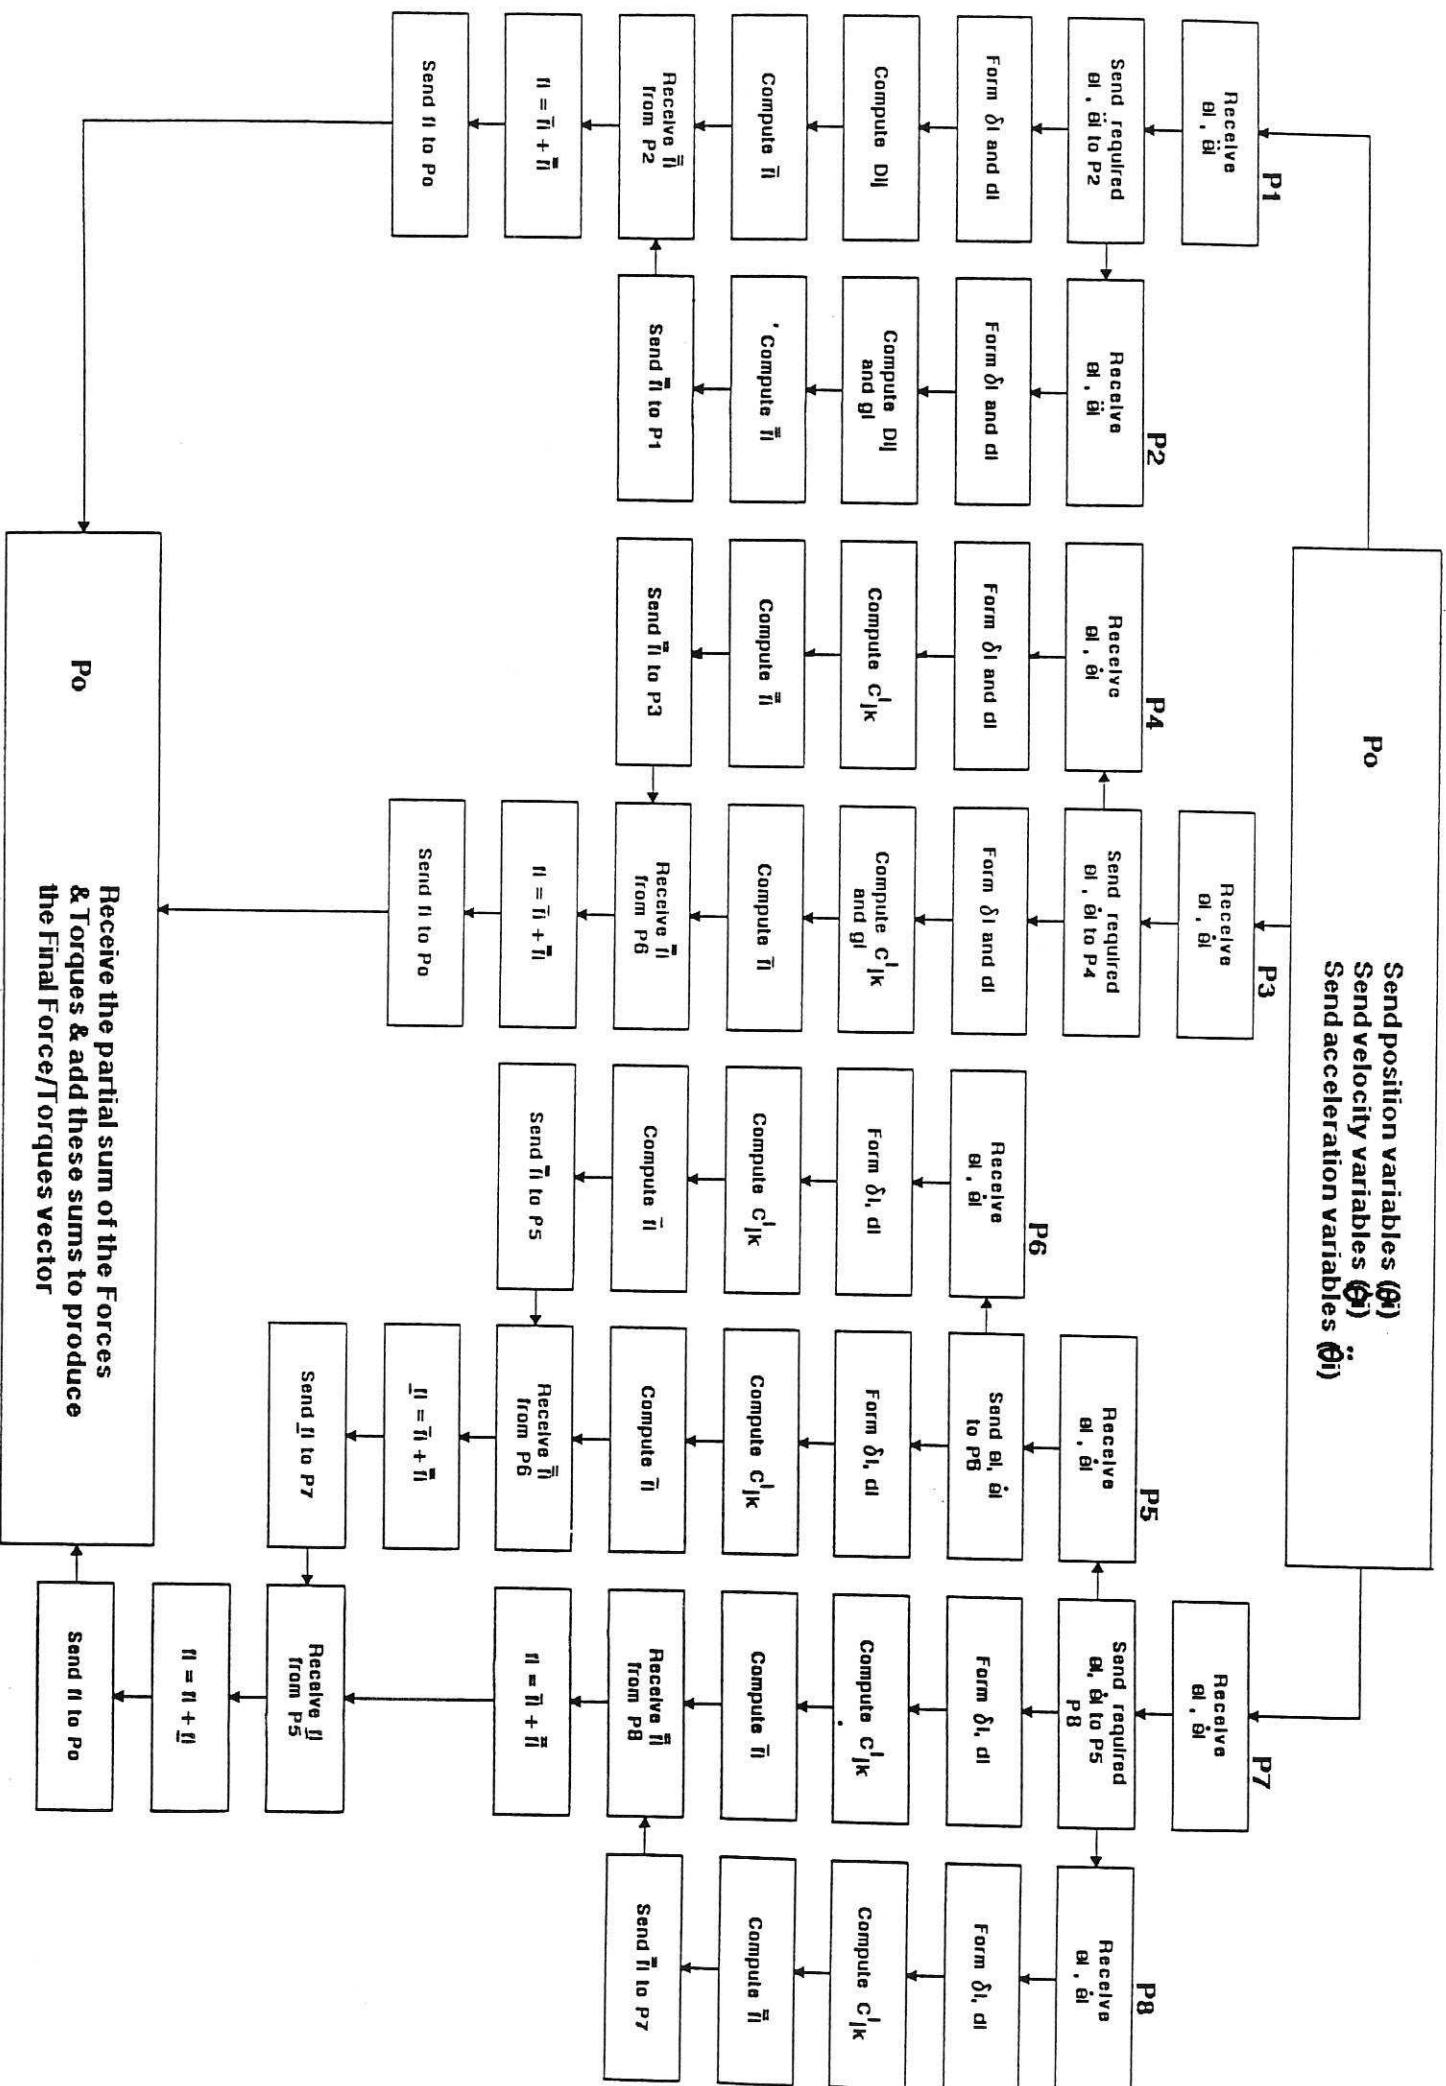 Po
Send position variables (θi)
Send velocity variables (θ̇i)
Send acceleration variables (θ̈i)
P1
Receive
θi , θ̈i
Send required
θi , θ̈i to P2
Form δi and di
Compute Dij
Compute f̅i
Receive f̿i
from P2
fi = f̅i + f̿i
Send fi to Po
P2
Receive
θi , θ̈i
Form δi and di
Compute Dij
and gi
Compute f̿i
Send f̿i to P1
P4
Receive
θi , θ̇i
Form δi and di
Compute Cⁱjk
Compute f̿i
Send f̿i to P3
P3
Receive
θi , θ̇i
Send required
θi , θ̇i to P4
Form δi and di
Compute Cⁱjk
and gi
Compute f̅i
Receive f̿i
from P6
fi = f̅i + f̿i
Send fi to Po
P6
Receive
θi , θ̇i
Form δi, di
Compute Cⁱjk
Compute f̅i
Send f̿i to P5
P5
Receive
θi , θ̇i
Send θi, θ̇i
to P6
Form δi, di
Compute Cⁱjk
Compute f̅i
Receive f̿i
from P6
f̲i = f̅i + f̿i
Send f̲i to P7
P7
Receive
θi , θ̇i
Send required
θi, θ̇i to P5
P8
Form δi, di
Compute Cⁱjk
Compute f̅i
Receive f̿i
from P8
fi = f̅i + f̿i
Receive f̲i
from P5
fi = fi + f̲i
Send fi to Po
P8
Receive
θi , θ̇i
Form δi, di
Compute Cⁱjk
Compute f̿i
Send f̿i to P7
Po
Receive the partial sum of the Forces
& Torques & add these sums to produce
the Final Force/Torques vector